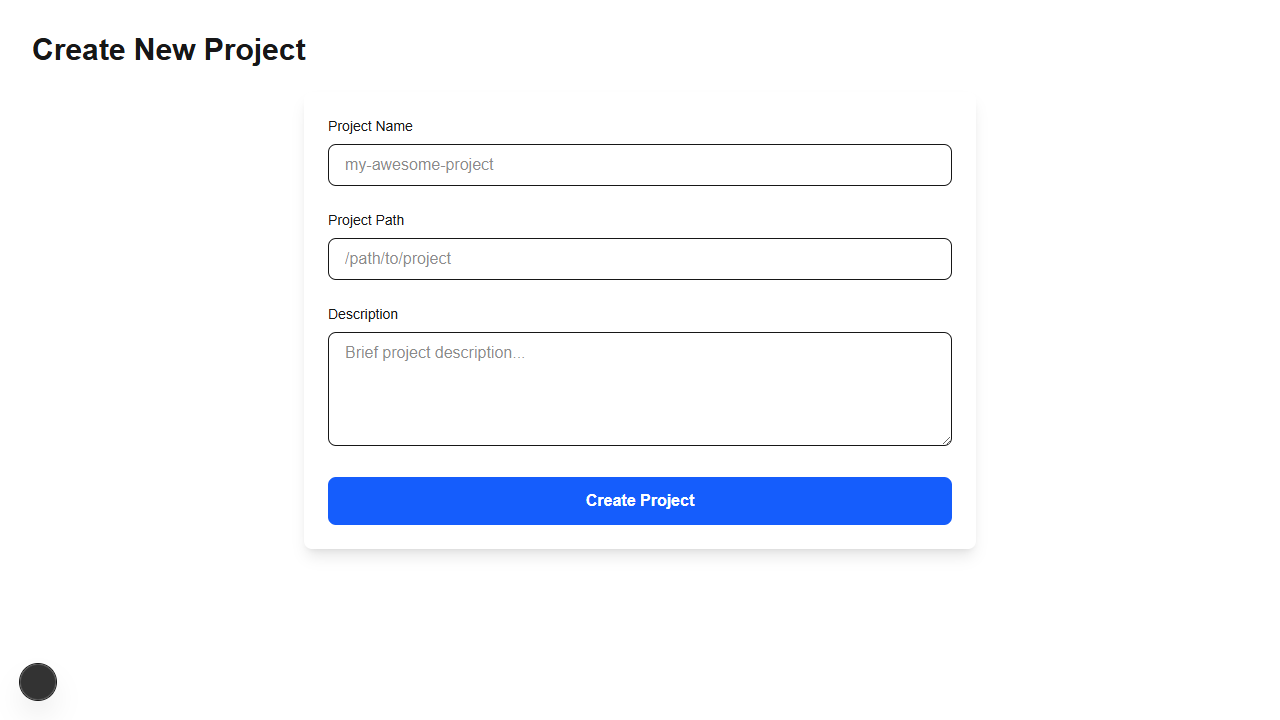 Create New Project
Project Name
my-awesome-project
Project Path
/path/to/project
Description
Brief project description...
Create Project